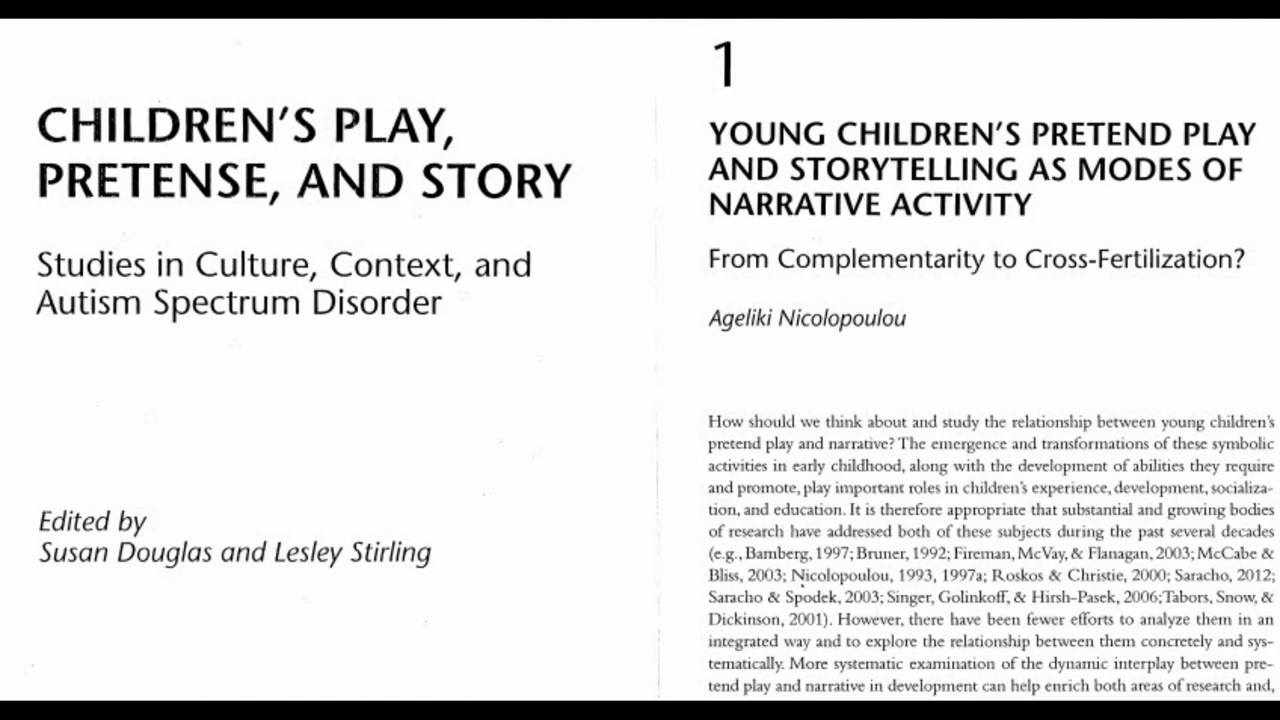 CHILDREN'S PLAY,
PRETENSE, AND STORY
Studies in Culture, Context, and
Autism Spectrum Disorder
Edited by
Susan Douglas and Lesley Stirling
1
YOUNG CHILDREN'S PRETEND PLAY
AND STORYTELLING AS MODES OF
NARRATIVE ACTIVITY
From Complementarity to Cross-Fertilization?
Ageliki Nicolopoulou
How should we think about and study the relationship between young children's
pretend play and narrative? The emergence and transformations of these symbolic
activities in early childhood, along with the development of abilities they require
and promote, play important roles in children's experience, development, socializa-
tion, and education. It is therefore appropriate that substantial and growing bodies
of research have addressed both of these subjects during the past several decades
(e.g., Bamberg, 1997; Bruner, 1992; Fireman, McVay, & Flanagan, 2003; McCabe &
Bliss, 2003; Nicolopoulou, 1993, 1997a; Roskos & Christie, 2000; Saracho, 2012;
Saracho & Spodek, 2003; Singer, Golinkoff, & Hirsh-Pasek, 2006; Tabors, Snow, &
Dickinson, 2001). However, there have been fewer efforts to analyze them in an
integrated way and to explore the relationship between them concretely and sys-
tematically. More systematic examination of the dynamic interplay between pre-
tend play and narrative in development can help enrich both areas of research and,